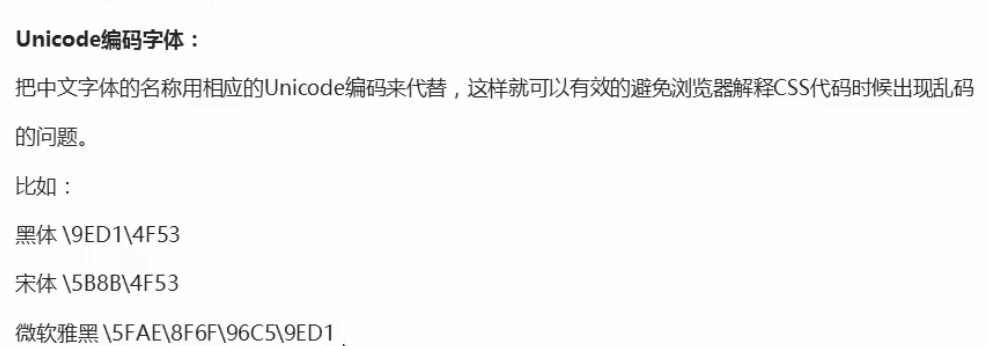 Unicode编码字体：
把中文字体的名称用相应的Unicode编码来代替，这样就可以有效的避免浏览器解释CSS代码时候出现乱码
的问题。
比如：
黑体 \9ED1\4F53
宋体 \5B8B\4F53
微软雅黑 \5FAE\8F6F\96C5\9ED1